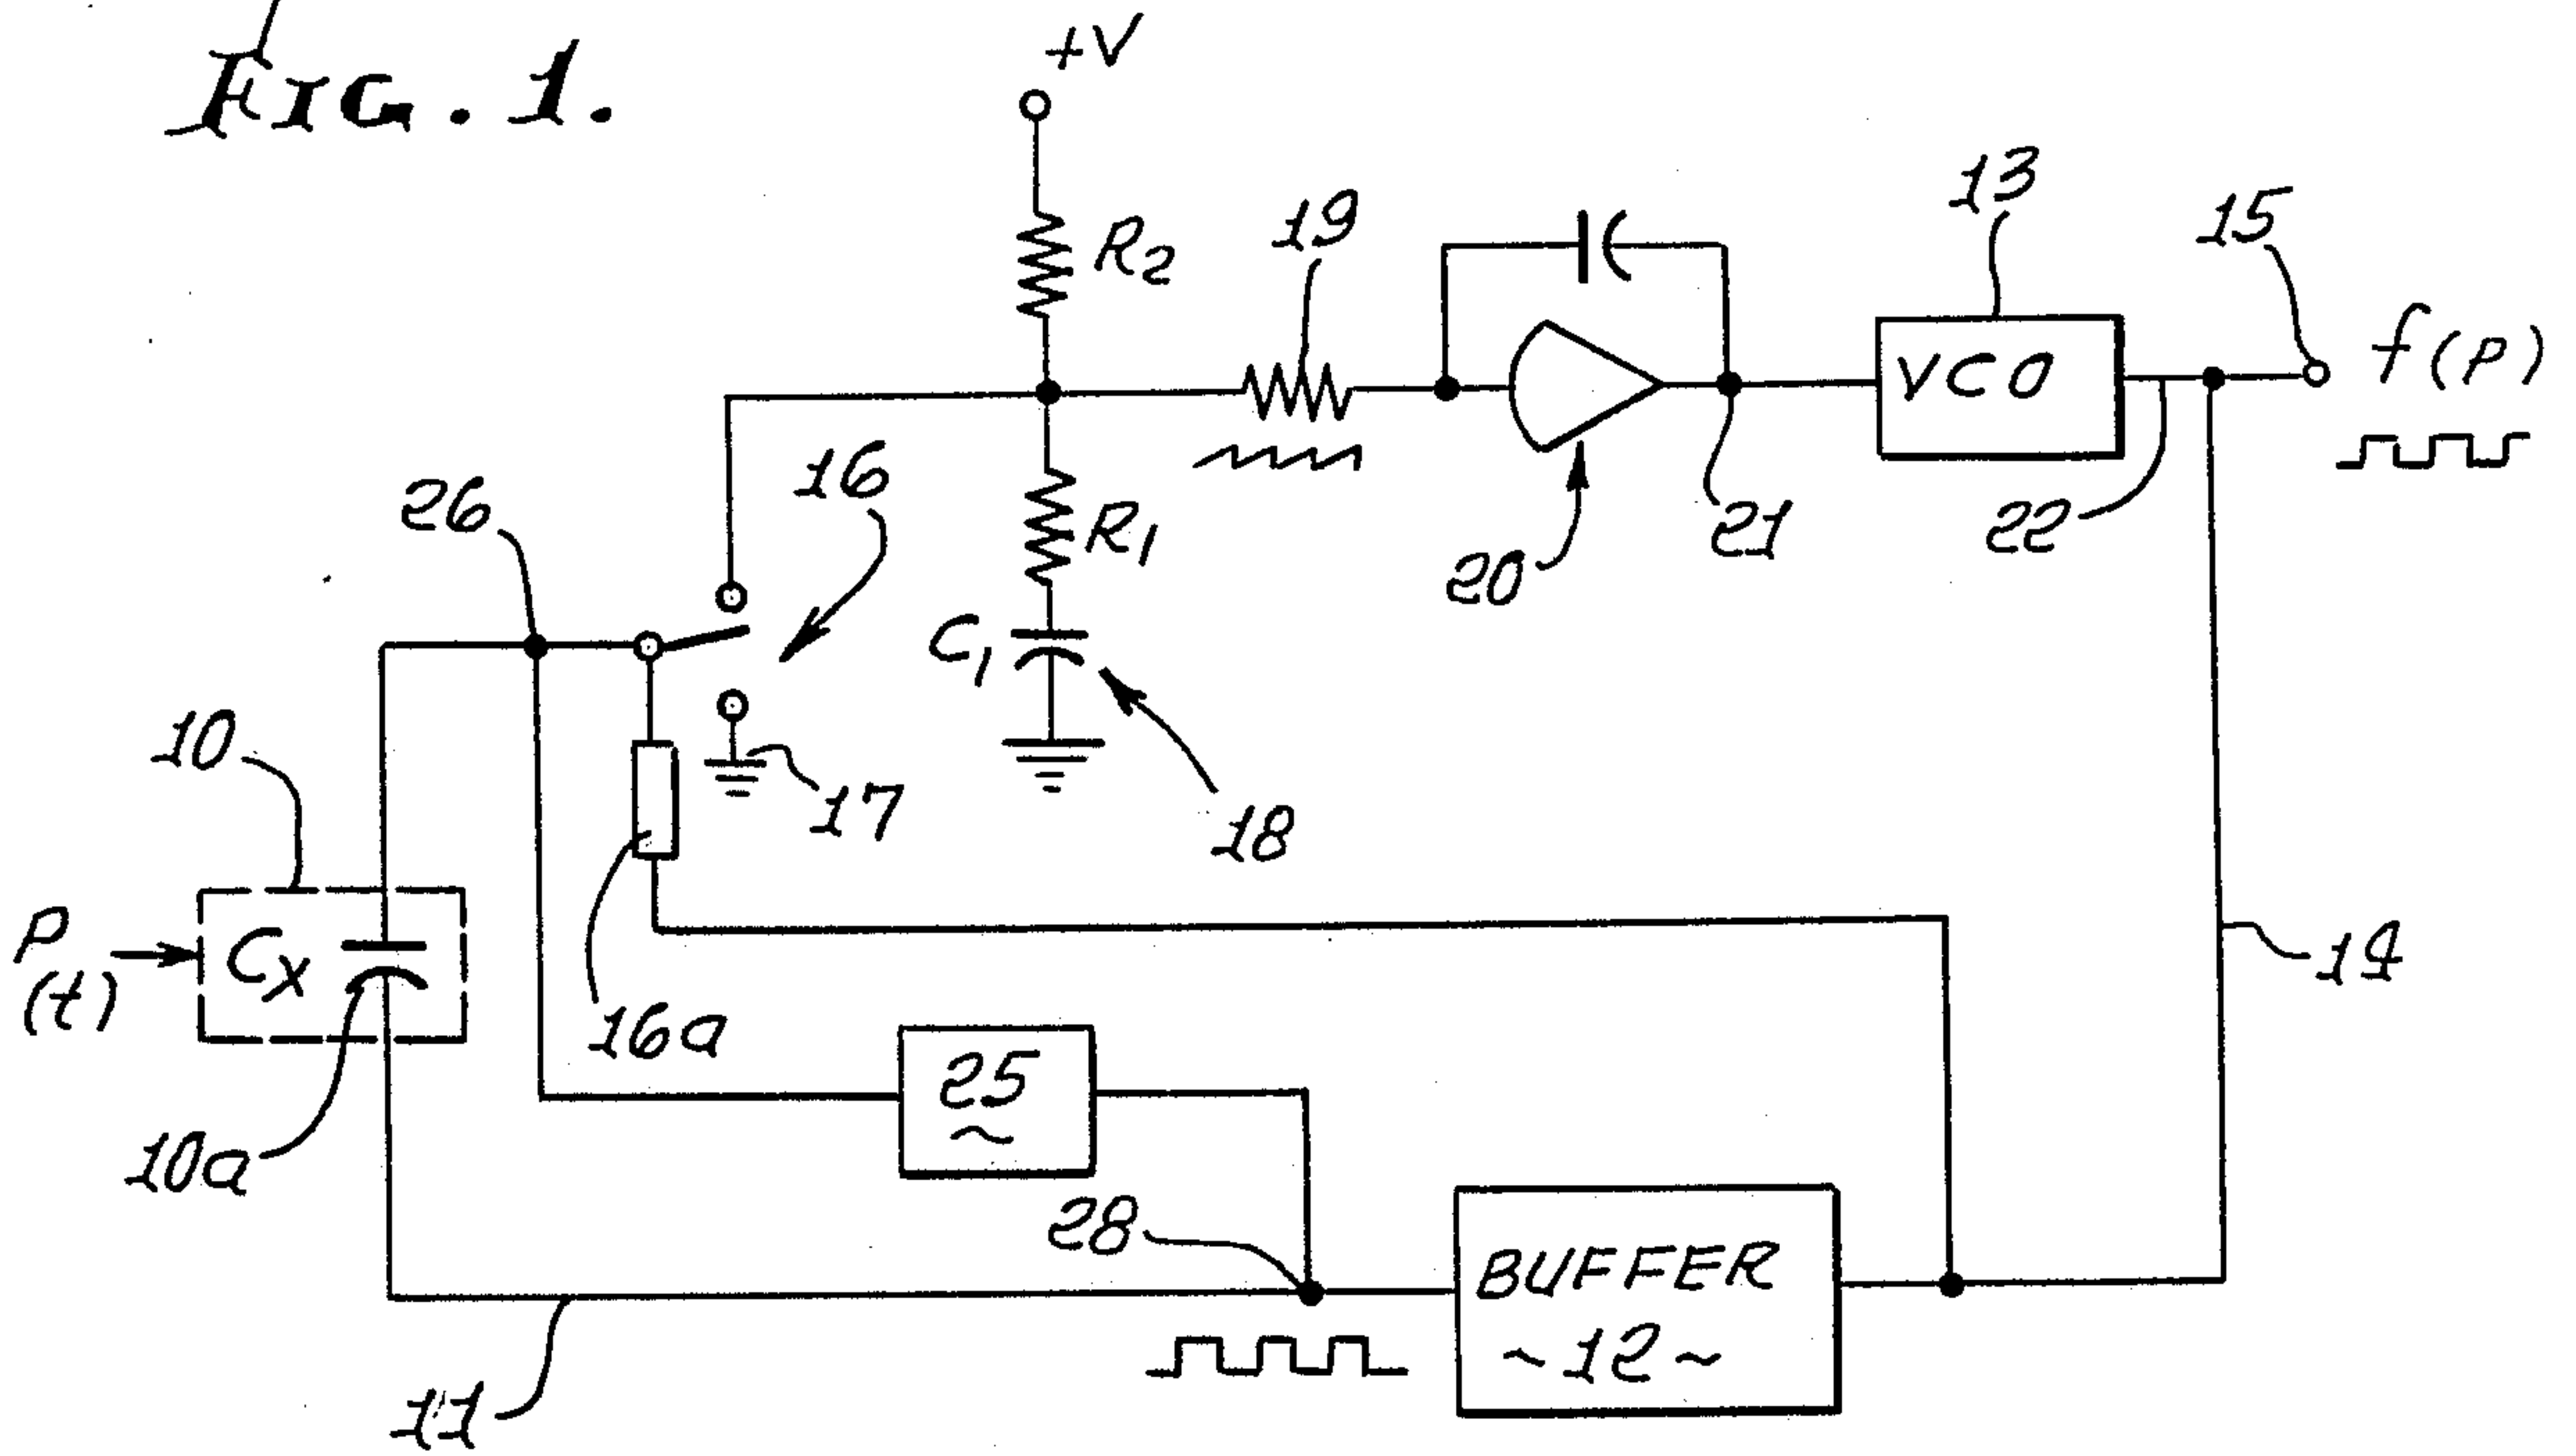 FIG. 1.
+V
R2
19
13
15
f(P)
VCO
16
26
R1
20
21
22
C1
10
17
18
P
(t)
CX
14
16a
25
~
10a
28
BUFFER
~12~
11